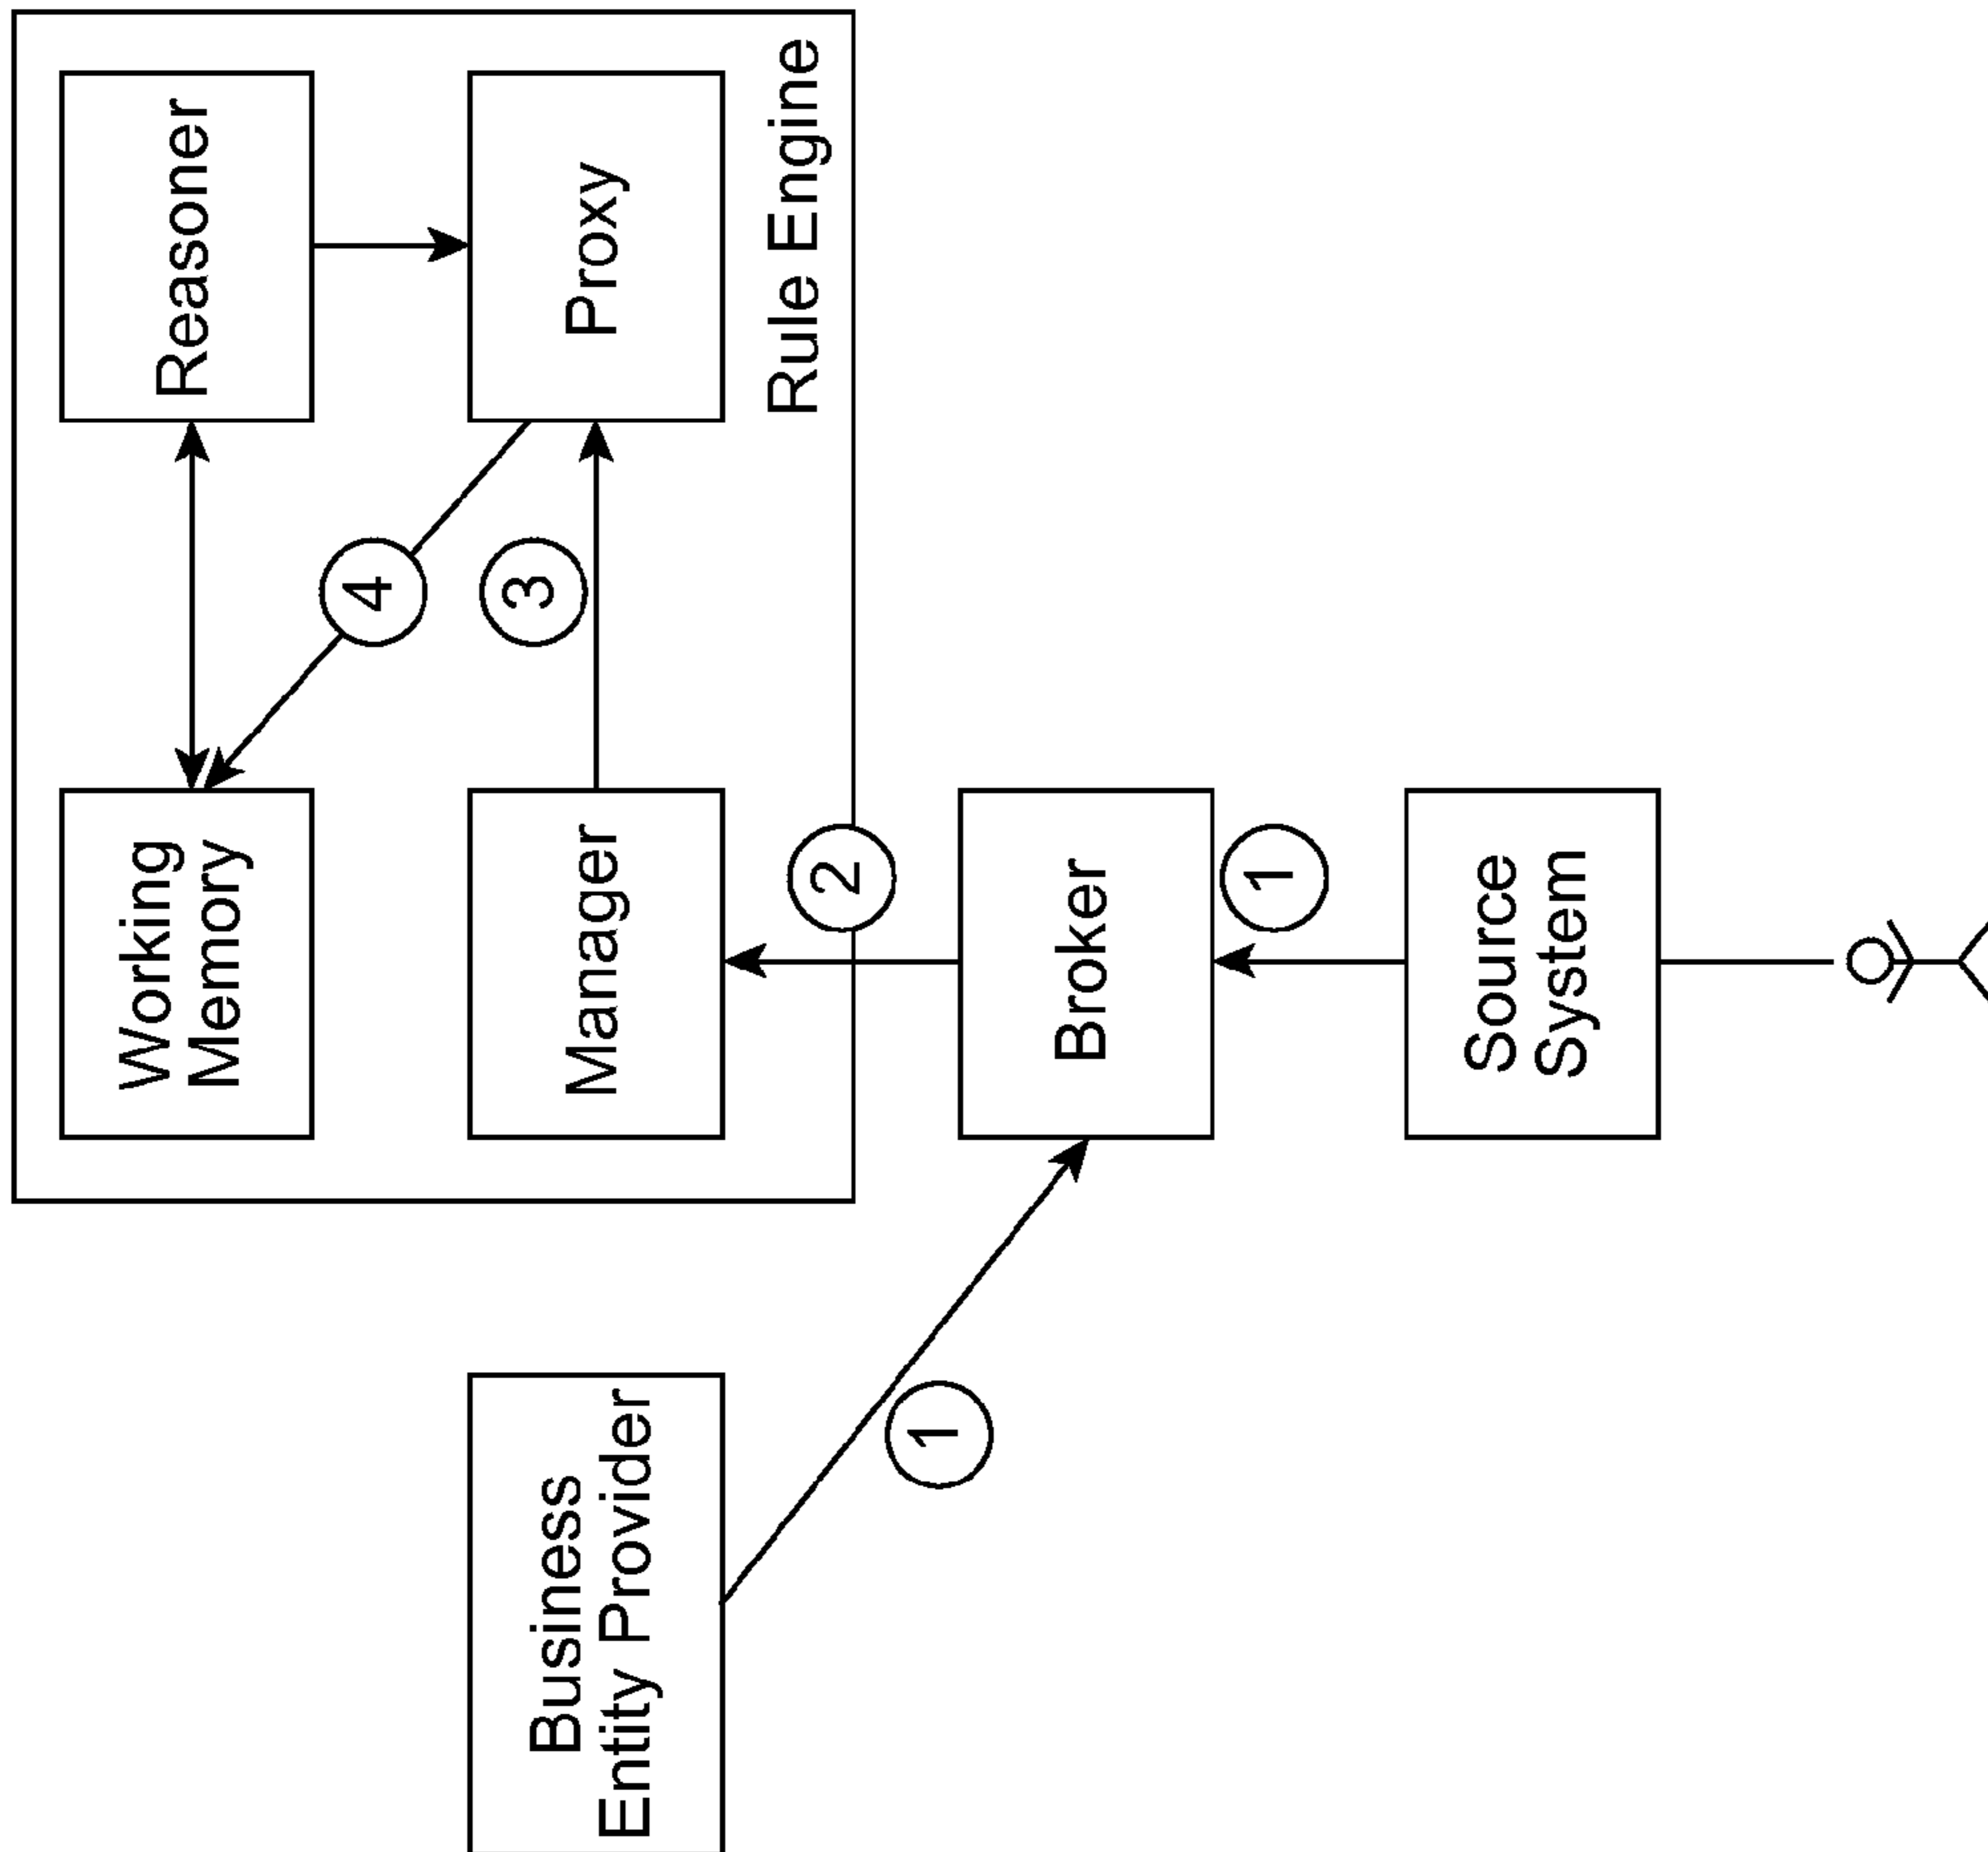 Working
Memory
Reasoner
4
3
Business
Entity Provider
Manager
Proxy
Rule Engine
2
1
Broker
1
Source
System